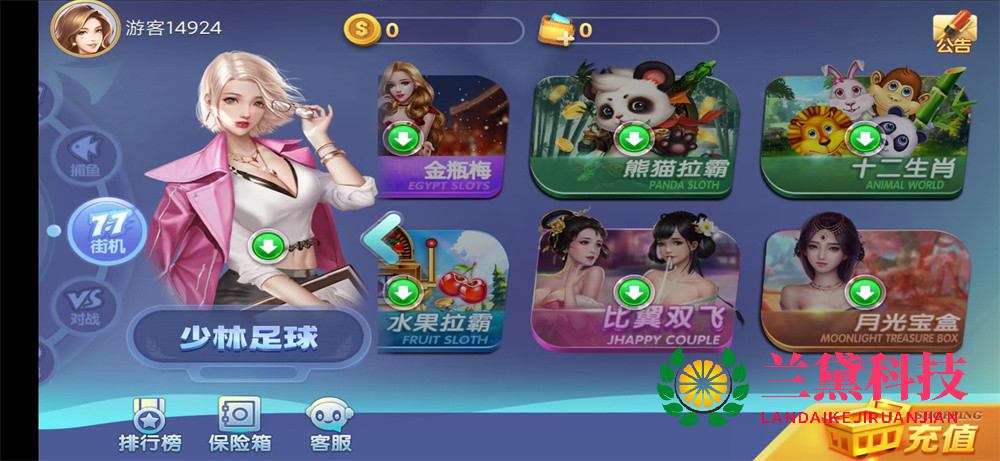 游客14924
0
0
公告
捕鱼
7·7
街机
VS
对战
少林足球
金瓶梅
EGYPT SLOTS
熊猫拉霸
PANDA SLOTH
十二生肖
ANIMAL WORLD
水果拉霸
FRUIT SLOTH
比翼双飞
JHAPPY COUPLE
月光宝盒
MOONLIGHT TREASURE BOX
兰黛科技
LANDAIKEJIRUANJIAN
排行榜
保险箱
客服
充值